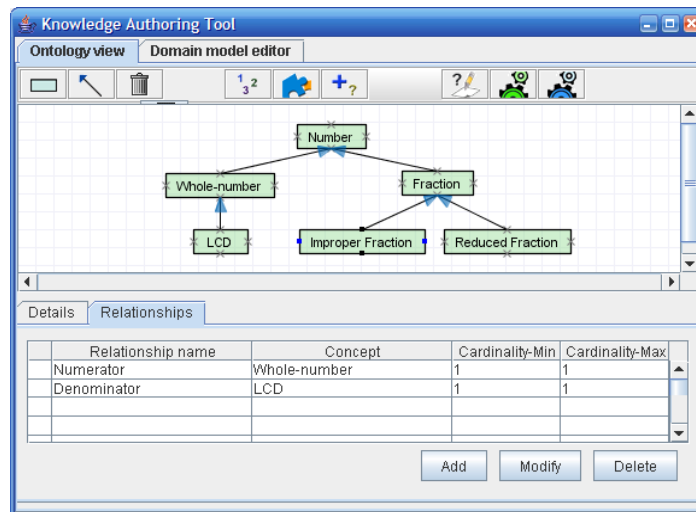 Knowledge Authoring Tool
Ontology view Domain model editor
1 3 2 + ? ?
Number
Whole-number Fraction
LCD Improper Fraction Reduced Fraction
Details Relationships
Relationship name Concept Cardinality-Min Cardinality-Max
Numerator Whole-number 1 1
Denominator LCD 1 1
Add Modify Delete